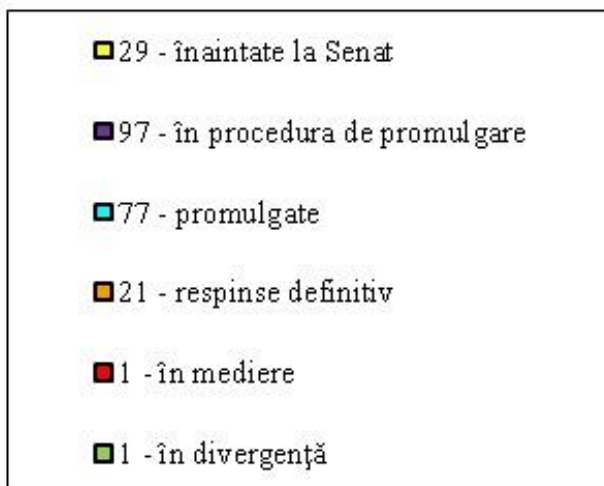 29 - înaintate la Senat
97 - în procedura de promulgare
77 - promulgate
21 - respinse definitiv
1 - în mediere
1 - în divergenţă